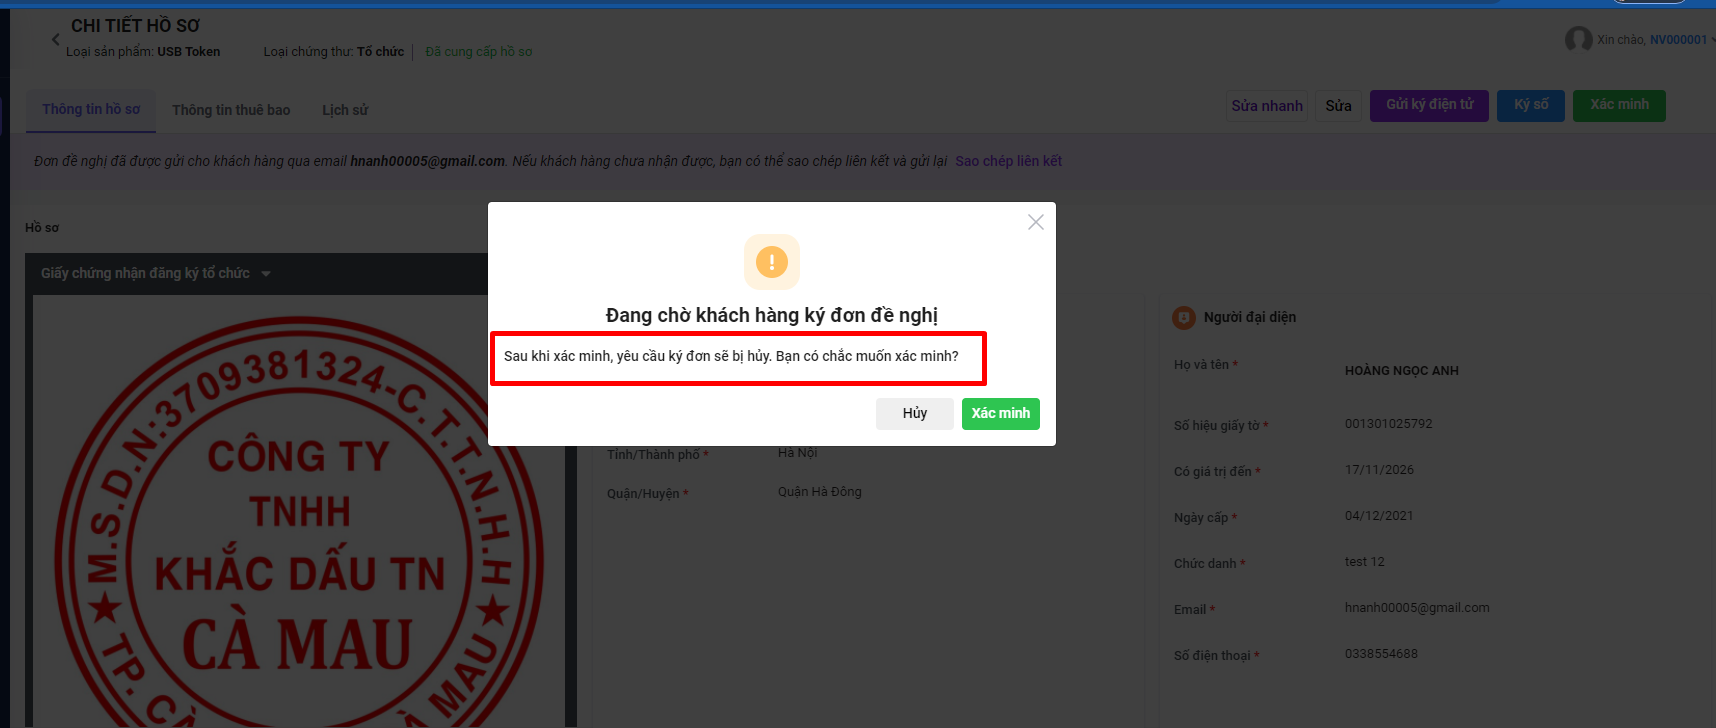 CHI TIẾT HỒ SƠ
Loại sản phẩm: USB Token Loại chứng thư: Tổ chức Đã cung cấp hồ sơ
Xin chào, NV000001
Thông tin hồ sơ Thông tin thuê bao Lịch sử
Sửa nhanh Sửa Gửi ký điện tử Ký số Xác minh
Đơn đề nghị đã được gửi cho khách hàng qua email hnanh00005@gmail.com. Nếu khách hàng chưa nhận được, bạn có thể sao chép liên kết và gửi lại Sao chép liên kết
Hồ sơ
Giấy chứng nhận đăng ký tổ chức
M.S.D.N:3709381324-C.T.T.N.H.H
CÔNG TY
TNHH
KHẮC DẤU TN
CÀ MAU
TP. CÀ MAU
Đang chờ khách hàng ký đơn đề nghị
Sau khi xác minh, yêu cầu ký đơn sẽ bị hủy. Bạn có chắc muốn xác minh?
Hủy Xác minh
Tỉnh/Thành phố * Hà Nội
Quận/Huyện * Quận Hà Đông
Người đại diện
Họ và tên * HOÀNG NGỌC ANH
Số hiệu giấy tờ * 001301025792
Có giá trị đến * 17/11/2026
Ngày cấp * 04/12/2021
Chức danh * test 12
Email * hnanh00005@gmail.com
Số điện thoại * 0338554688